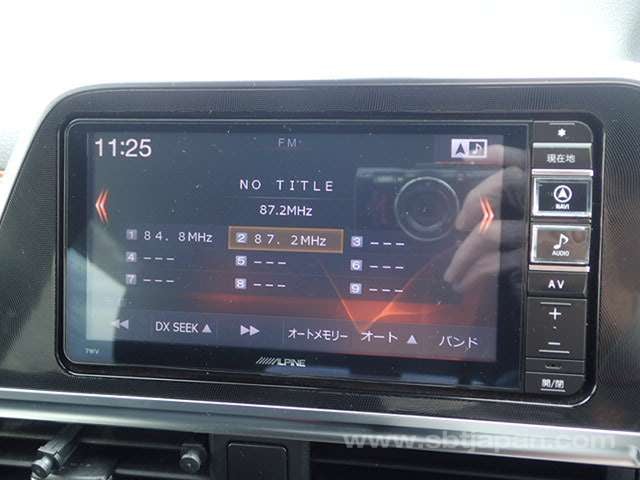 11:25
FM
NO TITLE
87.2MHz
1 84.8MHz 2 87.2MHz 3 ---
4 --- 5 --- 6 ---
7 --- 8 --- 9 ---
DX SEEK ▲ オートメモリー オート ▲ バンド
7WV
ALPINE
現在地
NAVI
AUDIO
AV
+
−
開/閉
www.sbtjapan.com